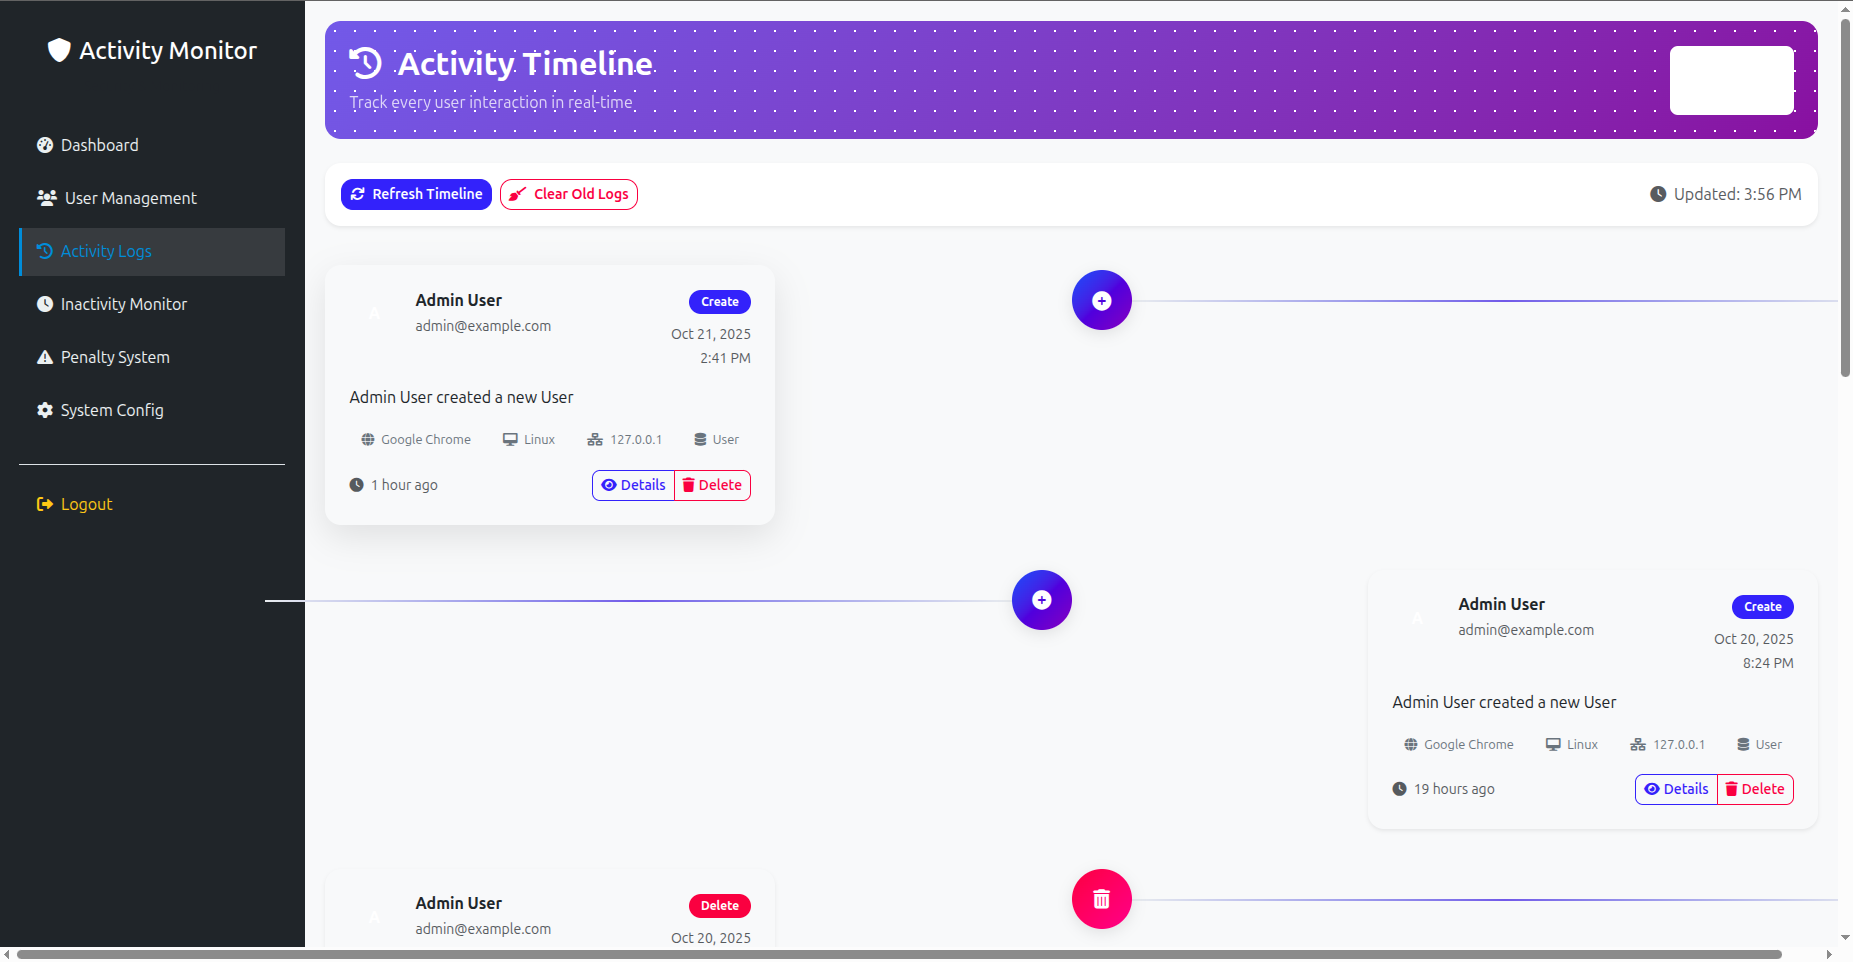 Activity Monitor
Dashboard
User Management
Activity Logs
Inactivity Monitor
Penalty System
System Config
Logout
Activity Timeline
Track every user interaction in real-time
Refresh Timeline
Clear Old Logs
Updated: 3:56 PM
A
Admin User
admin@example.com
Create
Oct 21, 2025
2:41 PM
Admin User created a new User
Google Chrome
Linux
127.0.0.1
User
1 hour ago
Details
Delete
A
Admin User
admin@example.com
Create
Oct 20, 2025
8:24 PM
Admin User created a new User
Google Chrome
Linux
127.0.0.1
User
19 hours ago
Details
Delete
A
Admin User
admin@example.com
Delete
Oct 20, 2025